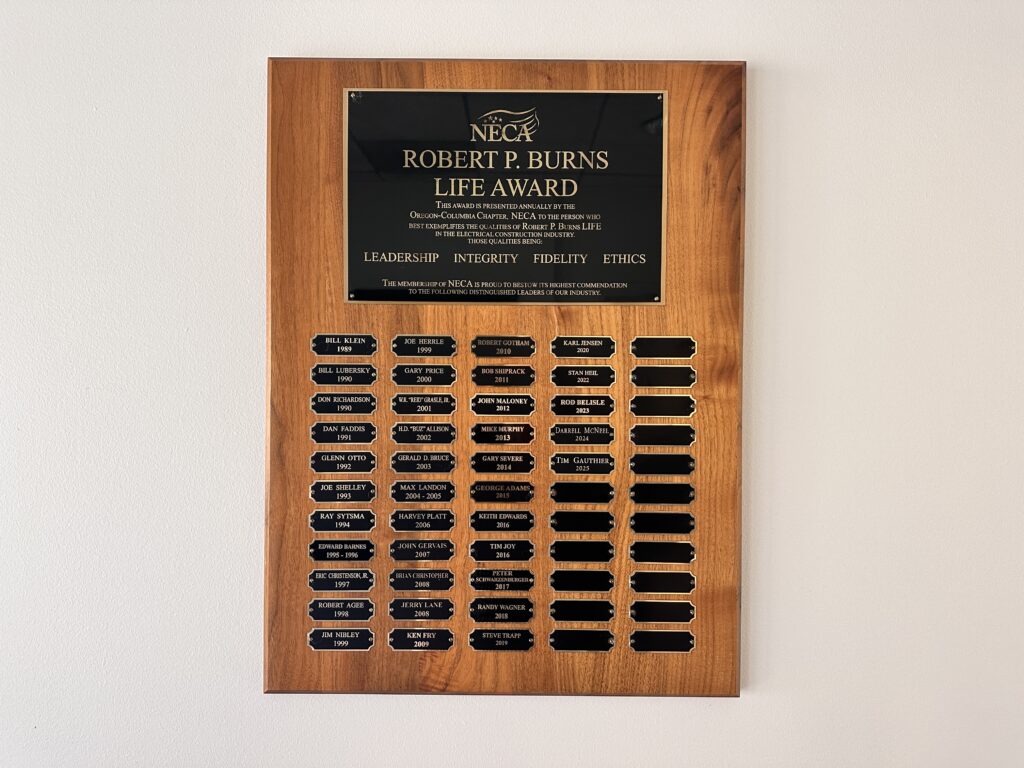 NECA
ROBERT P. BURNS
LIFE AWARD
THIS AWARD IS PRESENTED ANNUALLY BY THE
OREGON-COLUMBIA CHAPTER, NECA TO THE PERSON WHO
BEST EXEMPLIFIES THE QUALITIES OF ROBERT P. BURNS LIFE
IN THE ELECTRICAL CONSTRUCTION INDUSTRY.
THOSE QUALITIES BEING:
LEADERSHIP INTEGRITY FIDELITY ETHICS
THE MEMBERSHIP OF NECA IS PROUD TO BESTOW ITS HIGHEST COMMENDATION
TO THE FOLLOWING DISTINGUISHED LEADERS OF OUR INDUSTRY.
BILL KLEIN
1989
BILL LUBERSKY
1990
DON RICHARDSON
1990
DAN FADDIS
1991
GLENN OTTO
1992
JOE SHELLEY
1993
RAY SYTSMA
1994
EDWARD BARNES
1995 - 1996
ERIC CHRISTENSON, JR.
1997
ROBERT AGEE
1998
JIM NIBLEY
1999
JOE HERRLE
1999
GARY PRICE
2000
W.R. "REID" GRASLE, JR.
2001
H.D. "BUZ" ALLISON
2002
GERALD D. BRUCE
2003
MAX LANDON
2004 - 2005
HARVEY PLATT
2006
JOHN GERVAIS
2007
BRIAN CHRISTOPHER
2008
JERRY LANE
2008
KEN FRY
2009
ROBERT GOTHAM
2010
BOB SHIPRACK
2011
JOHN MALONEY
2012
MIKE MURPHY
2013
GARY SEVERE
2014
GEORGE ADAMS
2015
KEITH EDWARDS
2016
TIM JOY
2016
PETER
SCHWARZENBURGER
2017
RANDY WAGNER
2018
STEVE TRAPP
2019
KARL JENSEN
2020
STAN HEIL
2022
ROD BELISLE
2023
DARRELL MCNEEL
2024
TIM GAUTHIER
2025